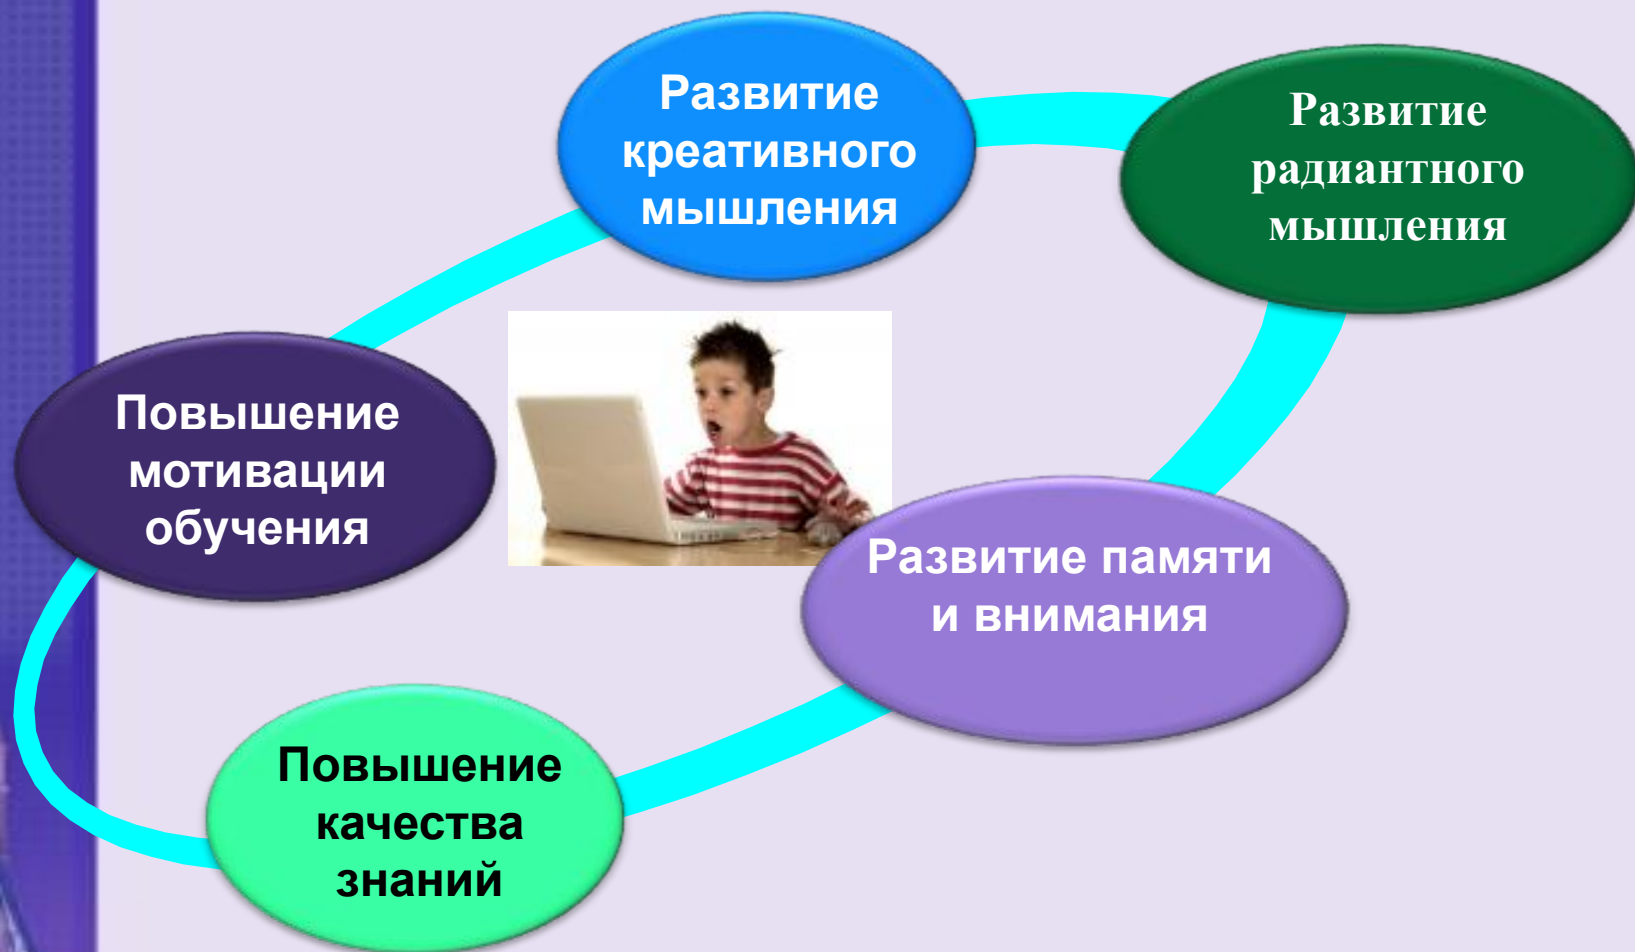 Развитие
креативного
мышления
Развитие
радиантного
мышления
Повышение
мотивации
обучения
Развитие памяти
и внимания
Повышение
качества
знаний